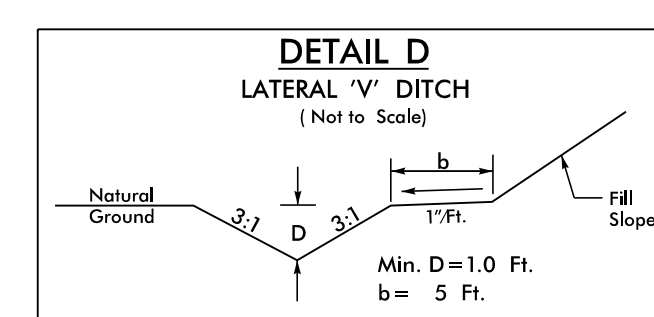 DETAIL D
LATERAL 'V' DITCH
( Not to Scale)
b
Natural
Ground
3:1
D
3:1
1"/Ft.
Fill
Slope
Min. D=1.0 Ft.
b= 5 Ft.